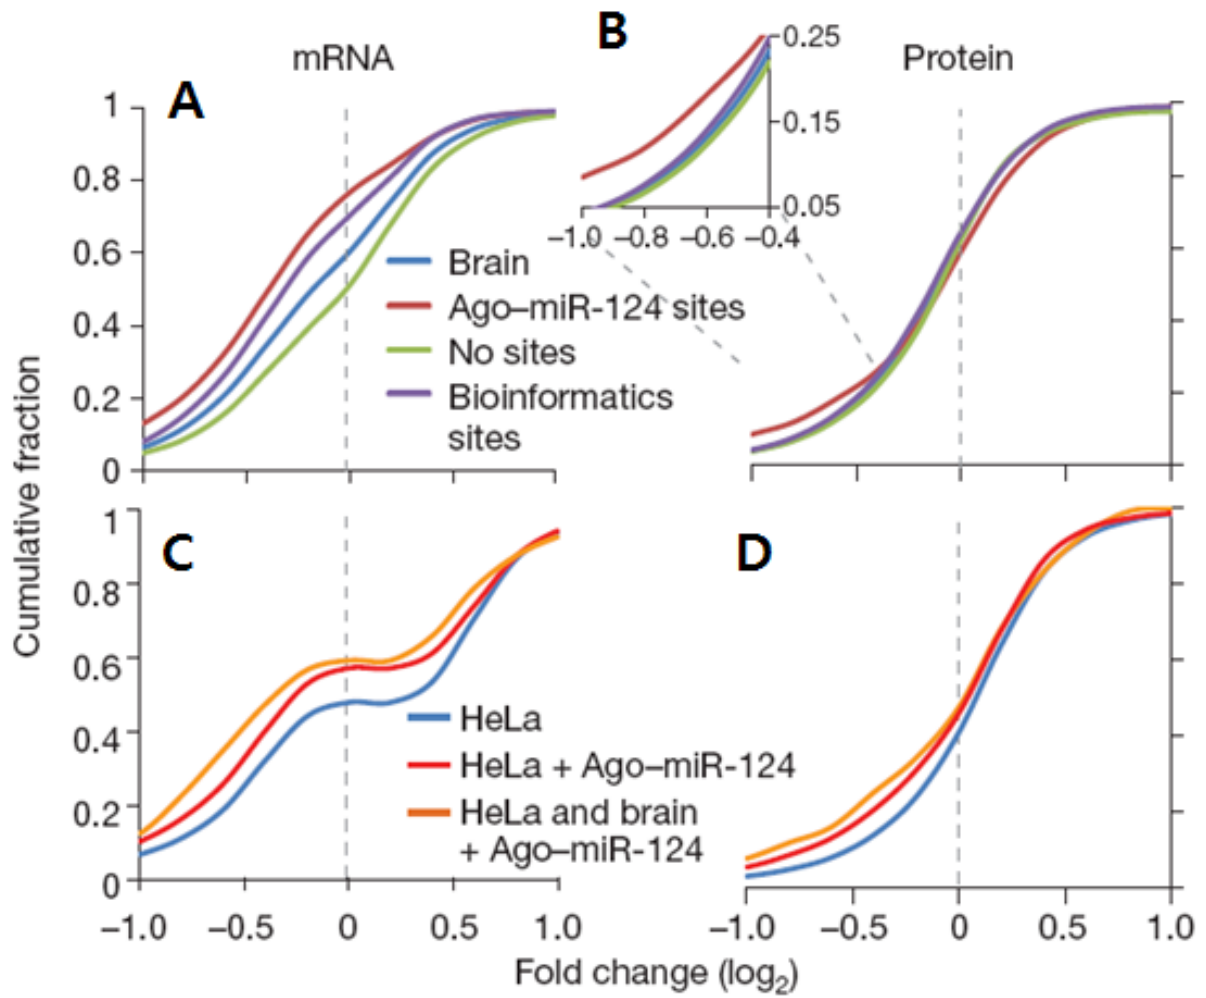 mRNA
B
Protein
A
1
0.8
0.6
0.4
0.2
0
0.25
0.15
0.05
−1.0 −0.8 −0.6 −0.4
Brain
Ago–miR-124 sites
No sites
Bioinformatics
sites
Cumulative fraction
C
D
1
0.8
0.6
0.4
0.2
0
HeLa
HeLa + Ago–miR-124
HeLa and brain
+ Ago–miR-124
−1.0 −0.5 0 0.5 1.0
−1.0 −0.5 0 0.5 1.0
Fold change (log2)